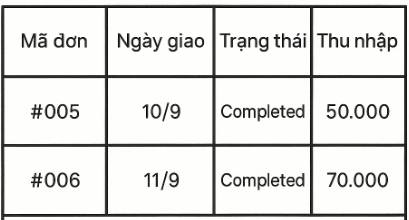 Mã đơn Ngày giao Trạng thái Thu nhập
#005 10/9 Completed 50.000
#006 11/9 Completed 70.000